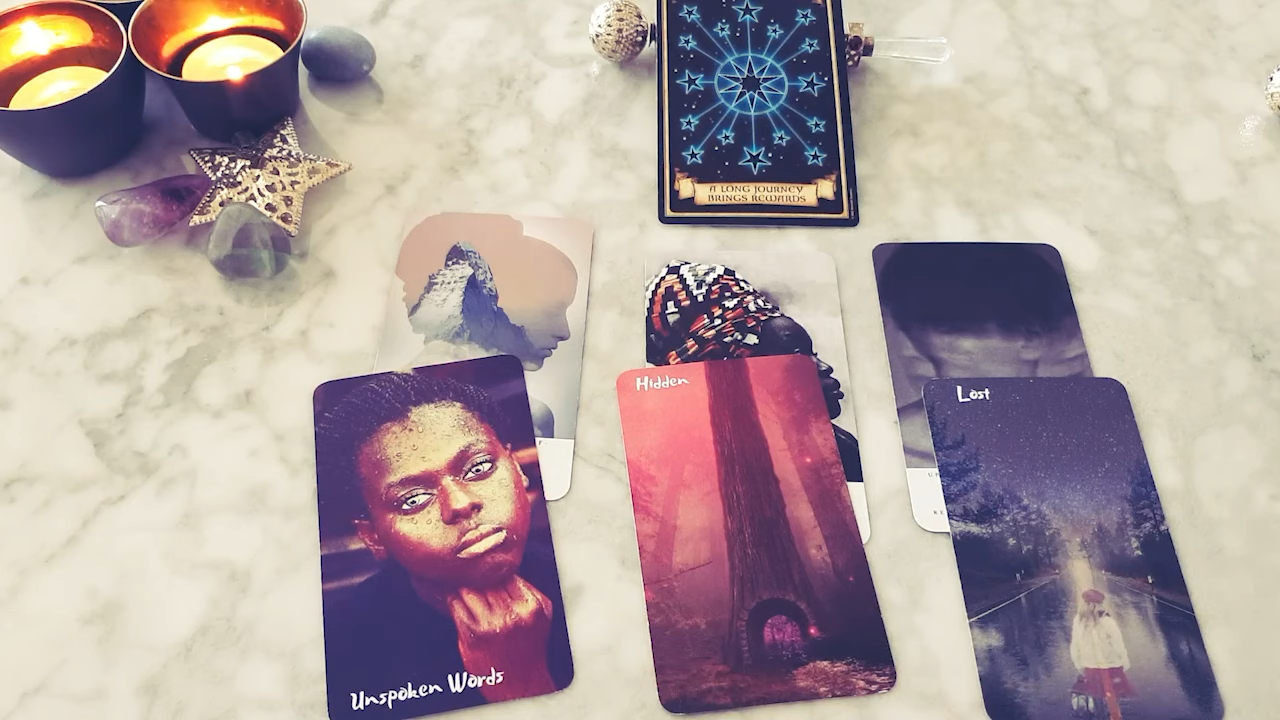 A LONG JOURNEY
BRINGS REWARDS
Hidden
Lost
Unspoken Words